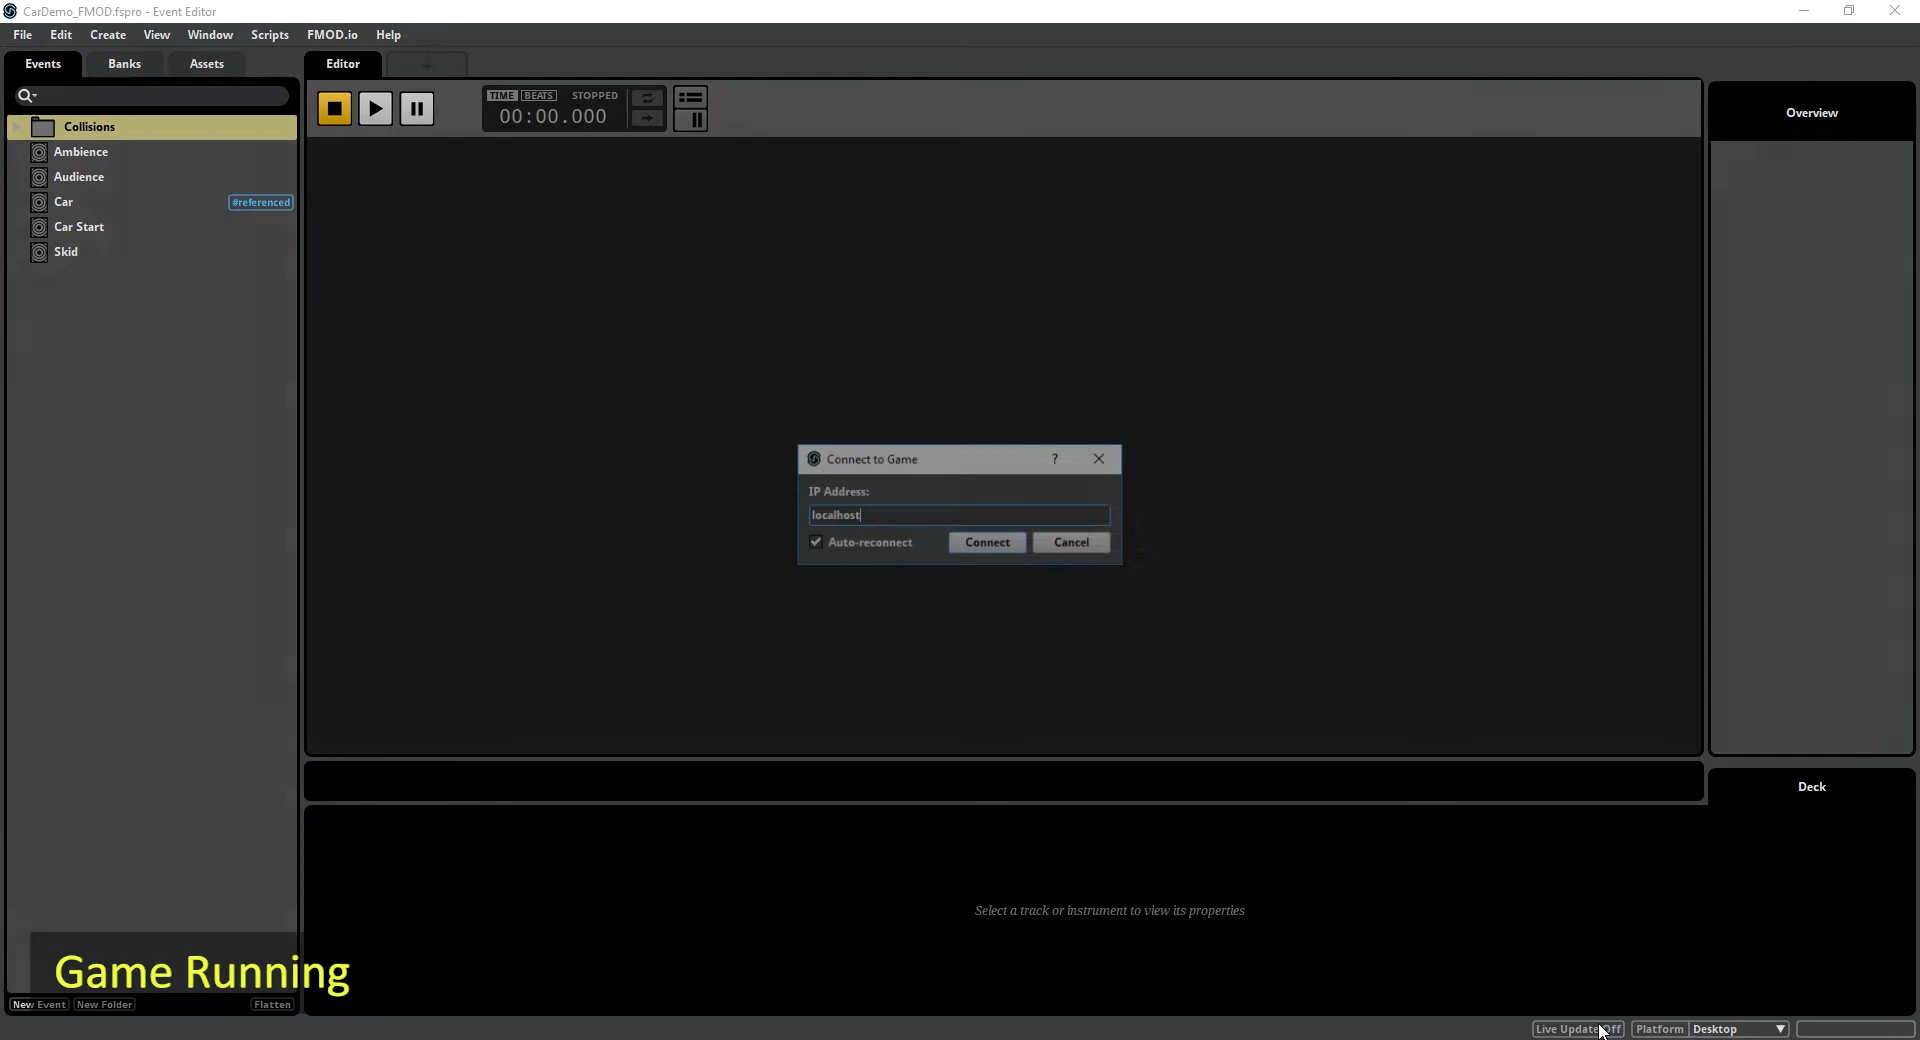 CarDemo_FMOD.fspro - Event Editor
File Edit Create View Window Scripts FMOD.io Help
Events Banks Assets
Editor +
TIME BEATS STOPPED
00:00.000
Overview
Collisions
Ambience
Audience
Car #referenced
Car Start
Skid
Connect to Game ?
IP Address:
localhost
Auto-reconnect Connect Cancel
Deck
Select a track or instrument to view its properties
Game Running
New Event New Folder Flatten
Live Update Off Platform Desktop